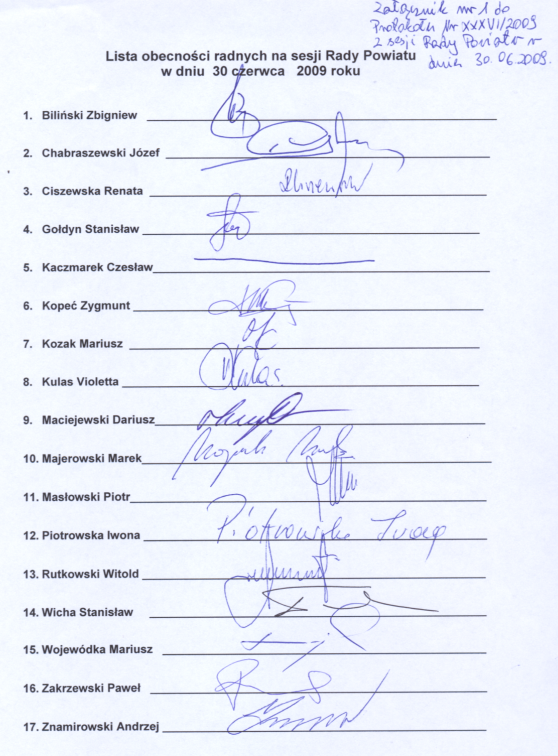 Załącznik nr 1 do
Protokołu Nr XXXVI/2009
z sesji Rady Powiatu w
dniu 30.06.2009.
Lista obecności radnych na sesji Rady Powiatu
w dniu 30 czerwca 2009 roku
1. Biliński Zbigniew
2. Chabraszewski Józef
3. Ciszewska Renata
4. Gołdyn Stanisław
5. Kaczmarek Czesław
6. Kopeć Zygmunt
7. Kozak Mariusz
8. Kulas Violetta Kulas
9. Maciejewski Dariusz
10. Majerowski Marek
11. Masłowski Piotr
12. Piotrowska Iwona Piotrowska Iwona
13. Rutkowski Witold
14. Wicha Stanisław
15. Wojewódka Mariusz
16. Zakrzewski Paweł
17. Znamirowski Andrzej